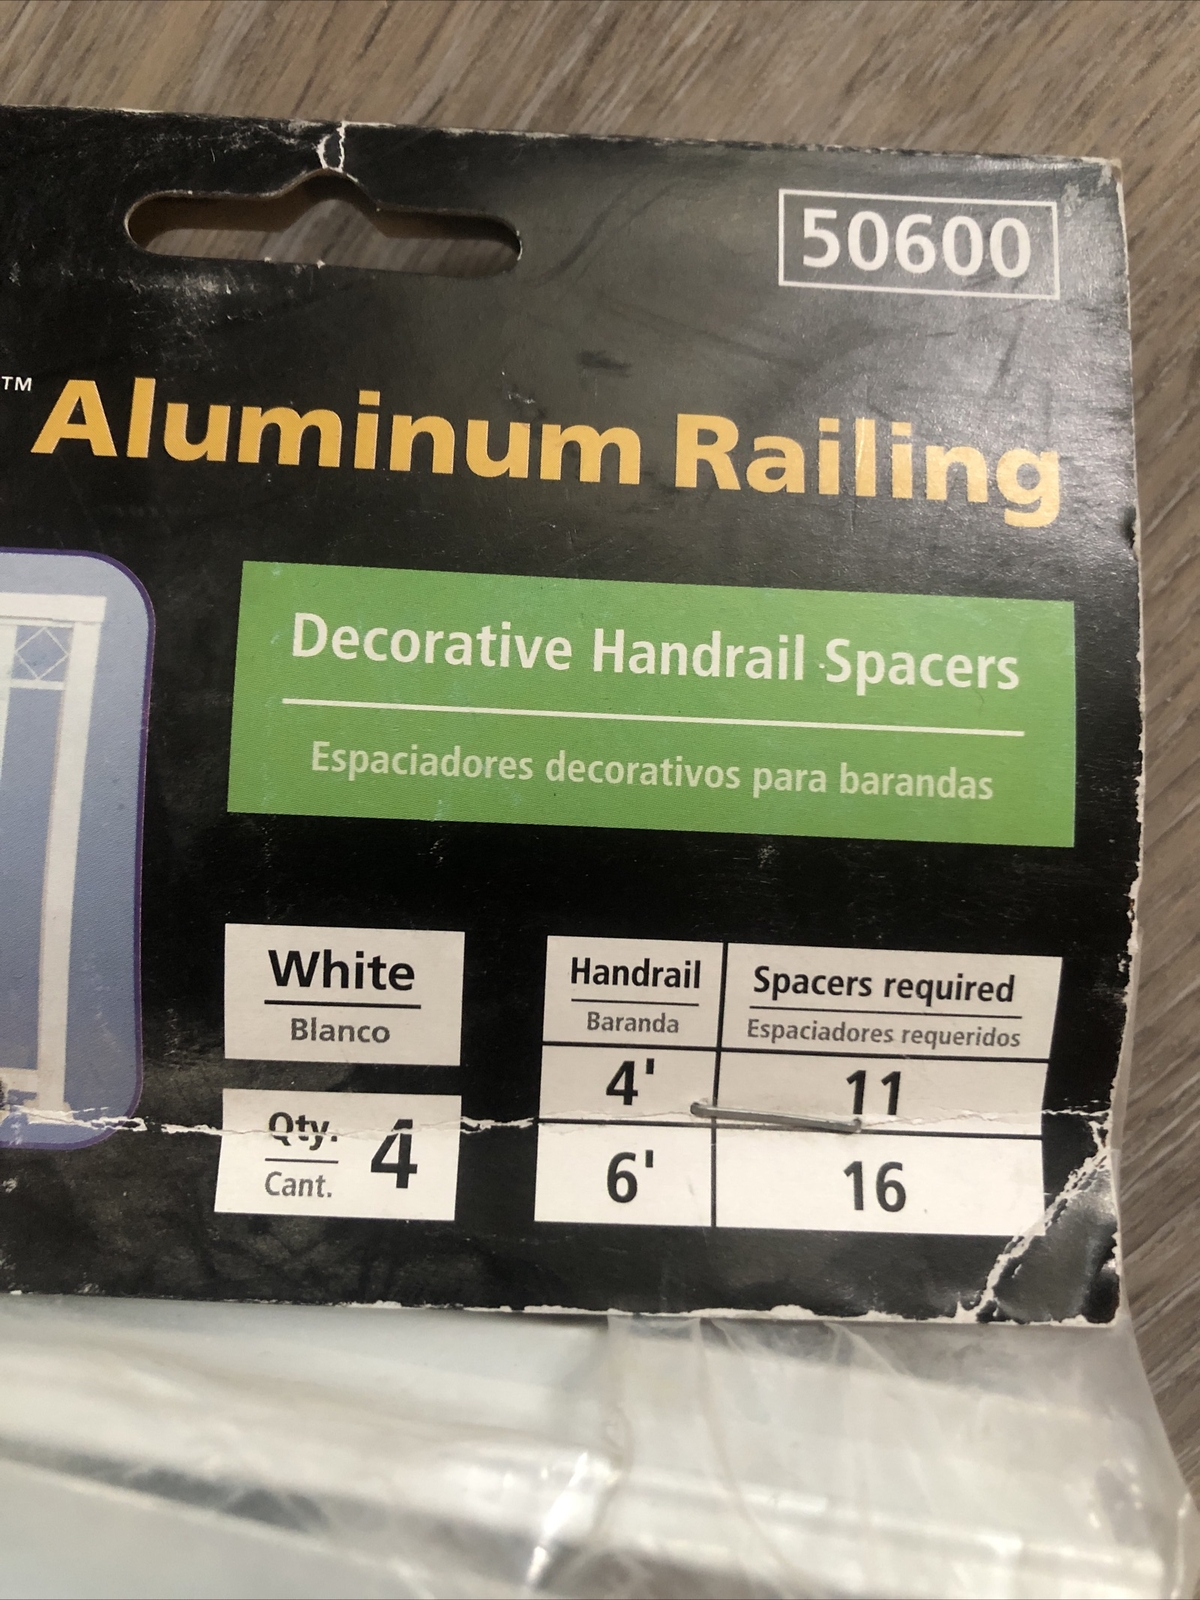 50600
™ Aluminum Railing
Decorative Handrail Spacers
Espaciadores decorativos para barandas
White
Blanco
Qty. 4
Cant.
Handrail Spacers required
Baranda Espaciadores requeridos
4' 11
6' 16